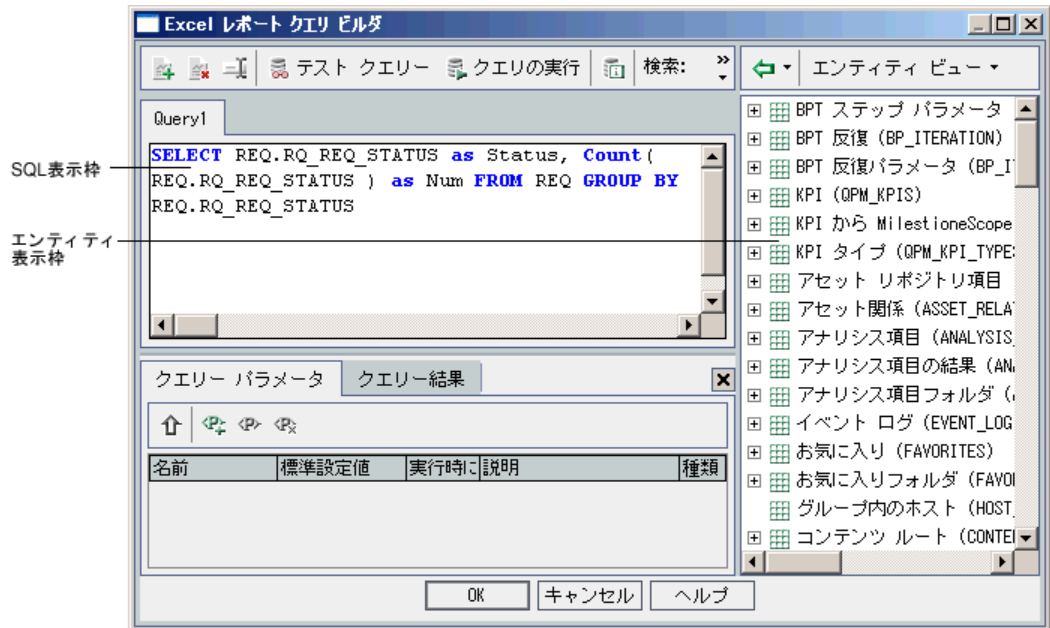 Excel レポート クエリ ビルダ
テスト クエリー クエリの実行 検索: »
エンティティ ビュー
Query1
SELECT REQ.RQ_REQ_STATUS as Status, Count(
REQ.RQ_REQ_STATUS ) as Num FROM REQ GROUP BY
REQ.RQ_REQ_STATUS
SQL表示枠
エンティティ
表示枠
クエリー パラメータ クエリー結果
名前 標準設定値 実行時に 説明 種類
BPT ステップ パラメータ
BPT 反復 (BP_ITERATION)
BPT 反復パラメータ (BP_I
KPI (QPM_KPIS)
KPI から MilestioneScope
KPI タイプ (QPM_KPI_TYPE
アセット リポジトリ項目
アセット関係 (ASSET_RELA
アナリシス項目 (ANALYSIS_
アナリシス項目の結果 (AN
アナリシス項目フォルダ (
イベント ログ (EVENT_LOG
お気に入り (FAVORITES)
お気に入りフォルダ (FAVO
グループ内のホスト (HOST_
コンテンツ ルート (CONTE
OK キャンセル ヘルプ